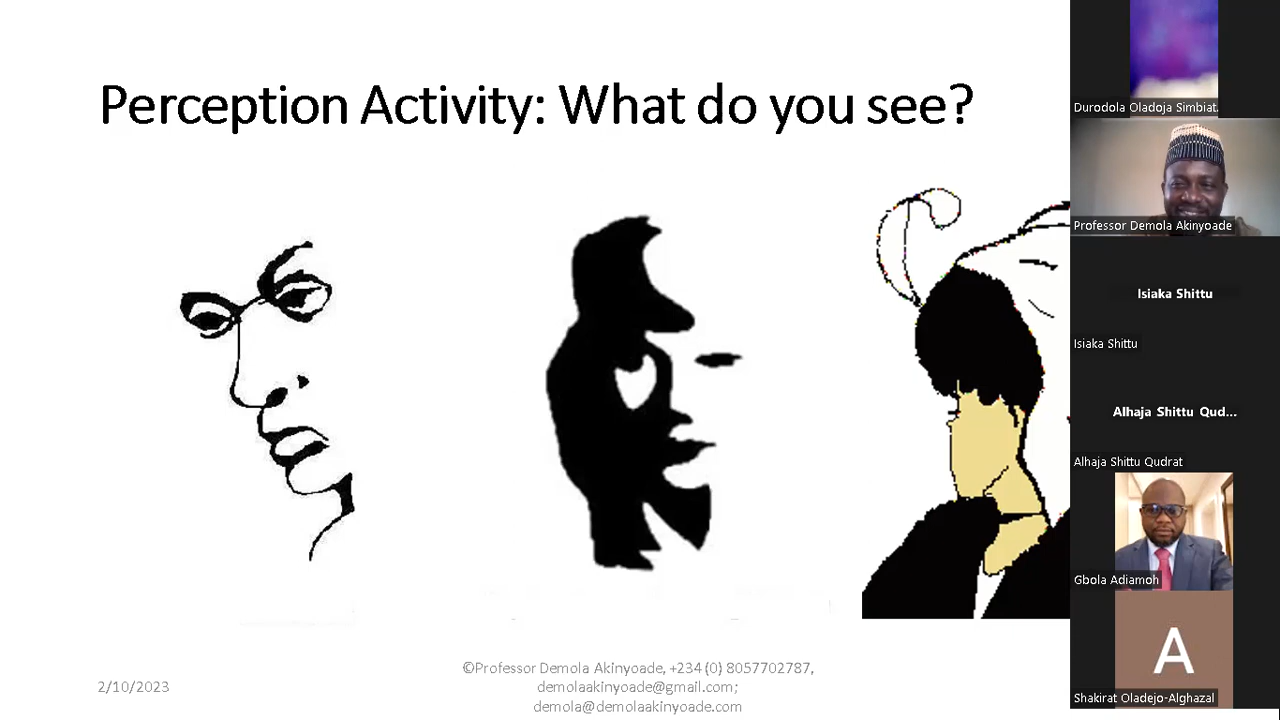 Perception Activity: What do you see?
2/10/2023
©Professor Demola Akinyoade, +234 (0) 8057702787,
demolaakinyoade@gmail.com;
demola@demolaakinyoade.com
Durodola Oladoja Simbiat.
Professor Demola Akinyoade
Isiaka Shittu
Isiaka Shittu
Alhaja Shittu Qud...
Alhaja Shittu Qudrat
Gbola Adiamoh
A
Shakirat Oladejo-Alghazal